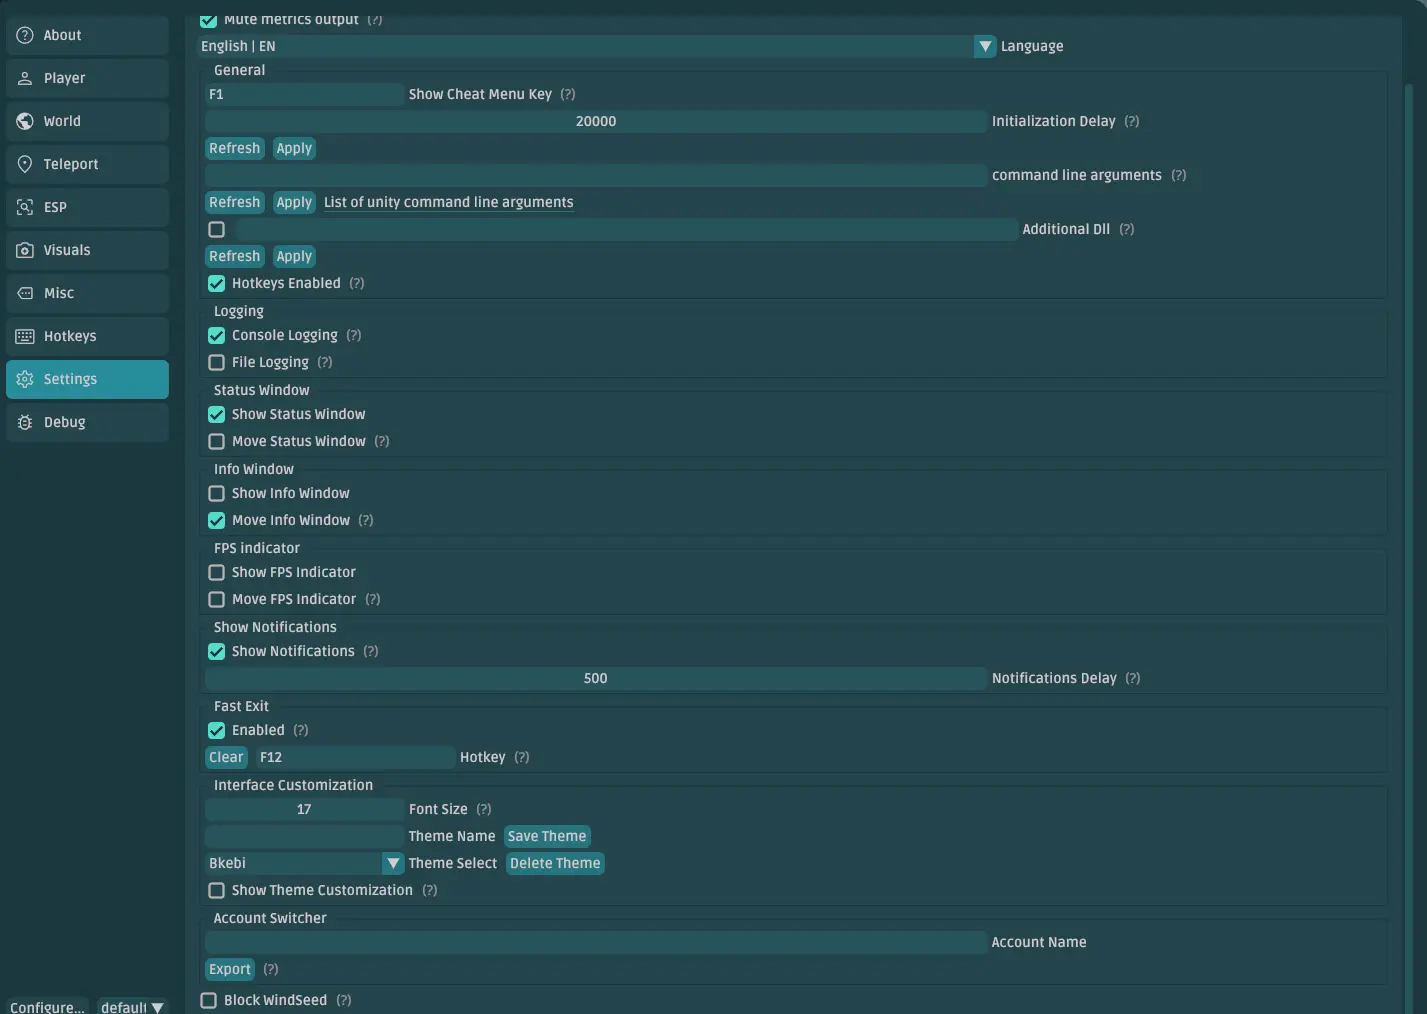 About
Player
World
Teleport
ESP
Visuals
Misc
Hotkeys
Settings
Debug
Configure...
default
Mute metrics output (?)
English | EN Language
General
F1 Show Cheat Menu Key (?)
20000 Initialization Delay (?)
Refresh Apply
command line arguments (?)
Refresh Apply List of unity command line arguments
Additional Dll (?)
Refresh Apply
Hotkeys Enabled (?)
Logging
Console Logging (?)
File Logging (?)
Status Window
Show Status Window
Move Status Window (?)
Info Window
Show Info Window
Move Info Window (?)
FPS indicator
Show FPS Indicator
Move FPS Indicator (?)
Show Notifications
Show Notifications (?)
500 Notifications Delay (?)
Fast Exit
Enabled (?)
Clear F12 Hotkey (?)
Interface Customization
17 Font Size (?)
Theme Name Save Theme
Bkebi Theme Select Delete Theme
Show Theme Customization (?)
Account Switcher
Account Name
Export (?)
Block WindSeed (?)